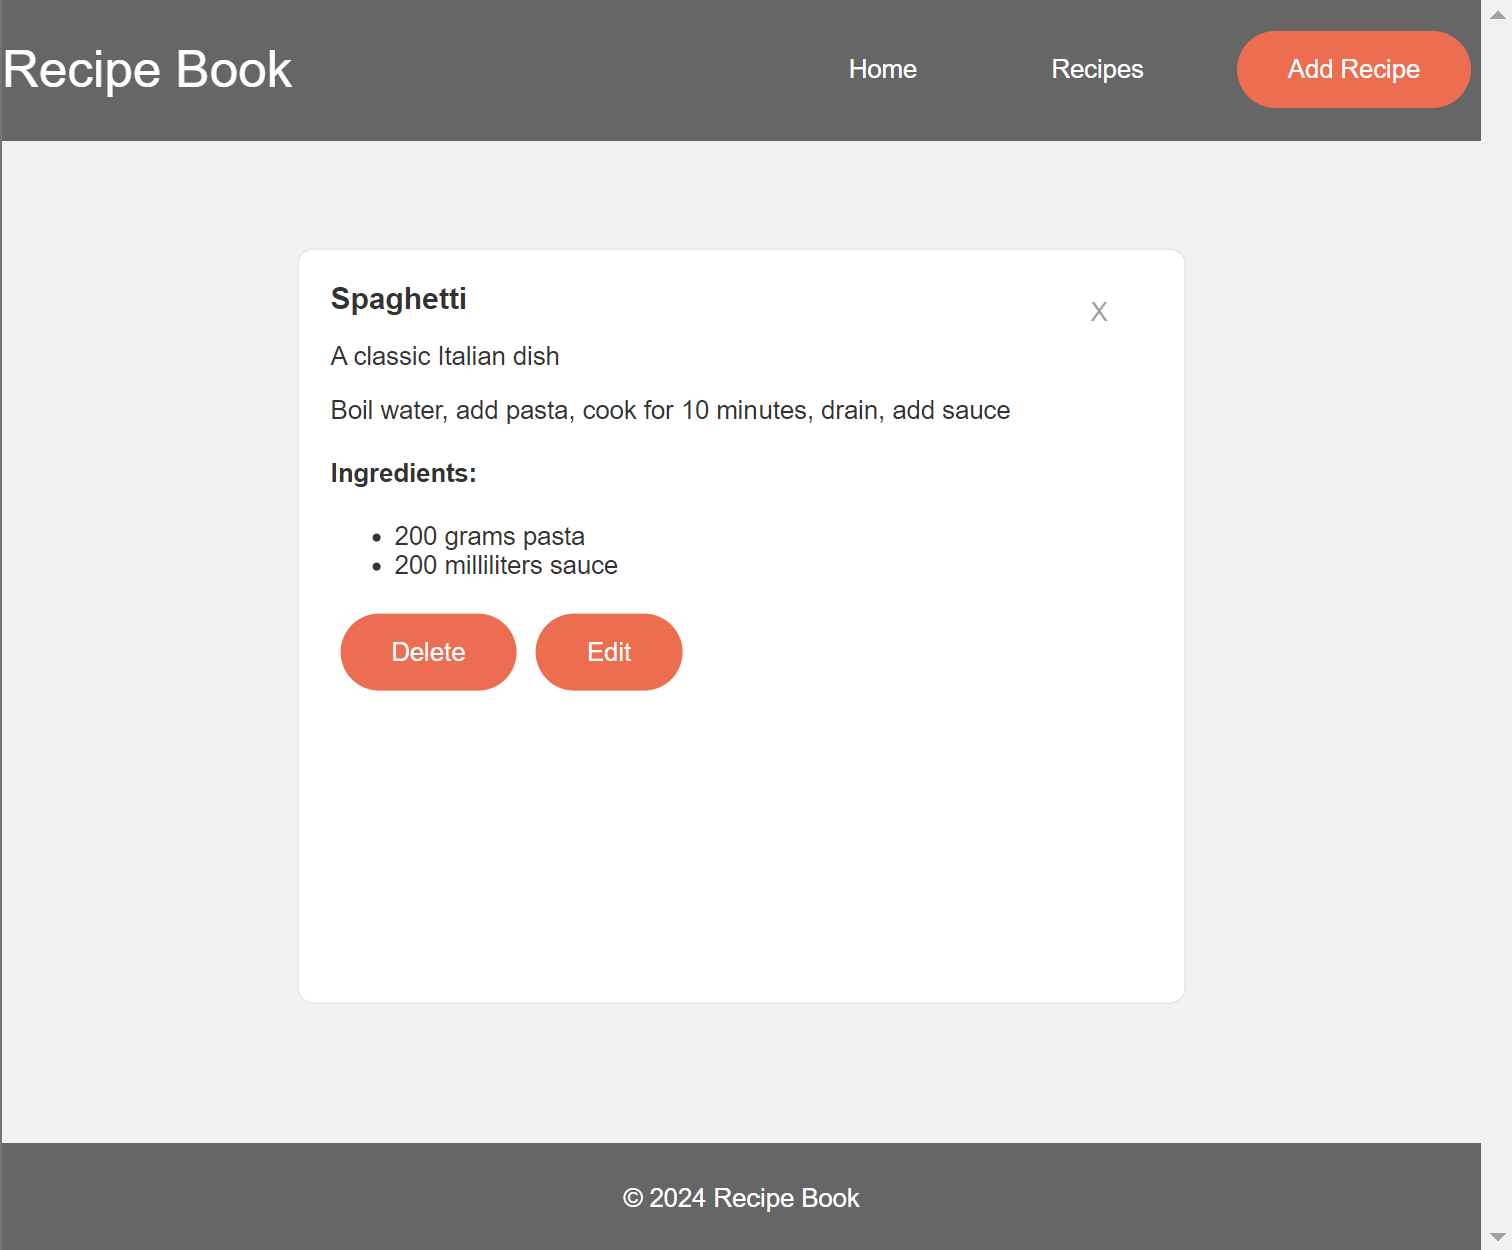 Recipe Book
Home
Recipes
Add Recipe
Spaghetti
X
A classic Italian dish
Boil water, add pasta, cook for 10 minutes, drain, add sauce
Ingredients:
• 200 grams pasta
• 200 milliliters sauce
Delete
Edit
© 2024 Recipe Book